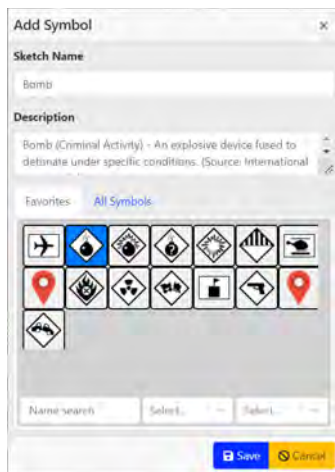 Add Symbol ×
Sketch Name
Bomb
Description
Bomb (Criminal Activity) - An explosive device fused to
detonate under specific conditions. (Source: International
Favorites All Symbols
Name search Select... Select...
Save Cancel